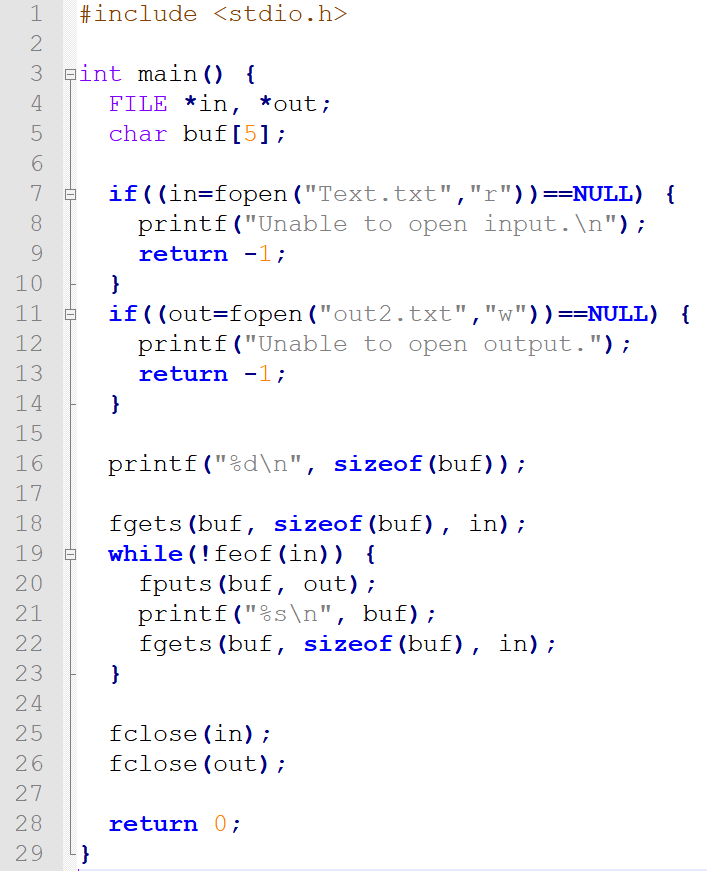 1 #include <stdio.h>
2
3 int main() {
4   FILE *in, *out;
5   char buf[5];
6
7   if((in=fopen("Text.txt","r"))==NULL) {
8     printf("Unable to open input.\n");
9     return -1;
10   }
11   if((out=fopen("out2.txt","w"))==NULL) {
12     printf("Unable to open output.");
13     return -1;
14   }
15
16   printf("%d\n", sizeof(buf));
17
18   fgets(buf, sizeof(buf), in);
19   while(!feof(in)) {
20     fputs(buf, out);
21     printf("%s\n", buf);
22     fgets(buf, sizeof(buf), in);
23   }
24
25   fclose(in);
26   fclose(out);
27
28   return 0;
29 }